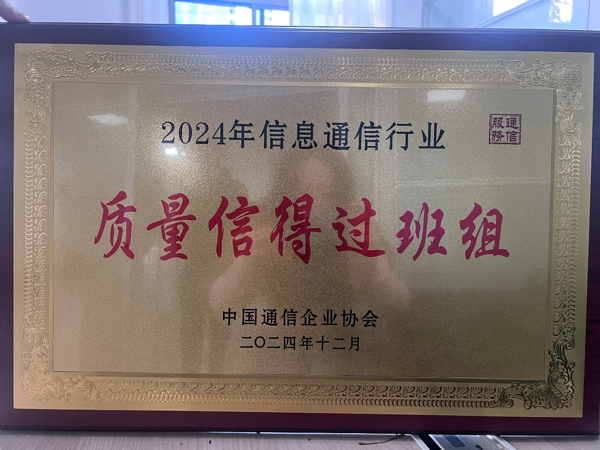 2024年信息通信行业
通信
服務
质量信得过班组
中国通信企业协会
二〇二四年十二月